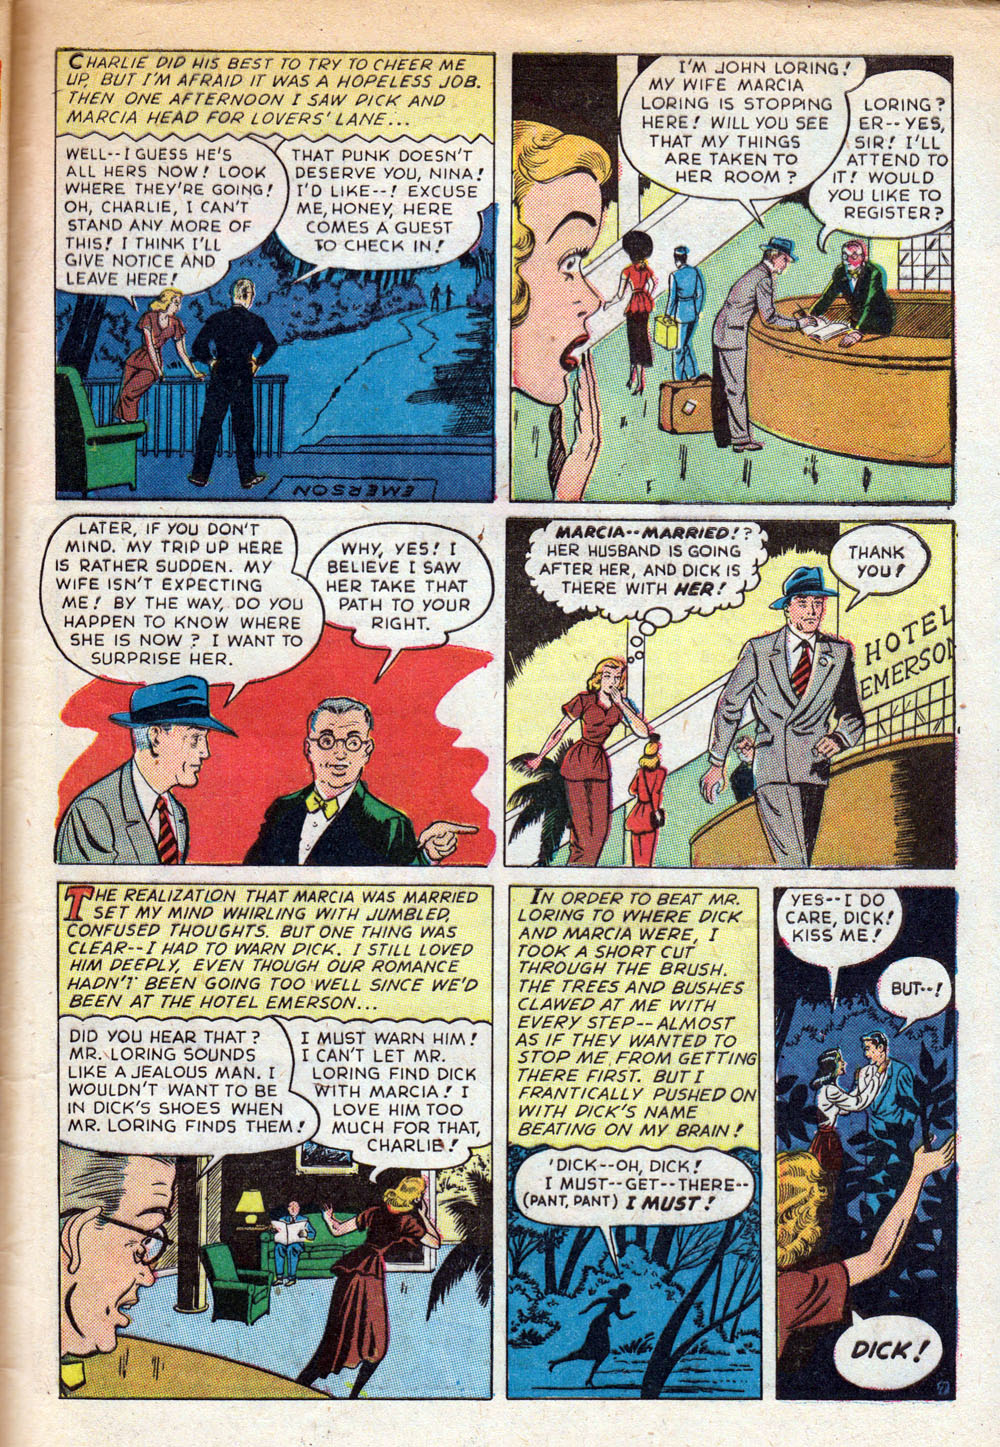 CHARLIE DID HIS BEST TO TRY TO CHEER ME
UP, BUT I'M AFRAID IT WAS A HOPELESS JOB.
THEN ONE AFTERNOON I SAW DICK AND
MARCIA HEAD FOR LOVERS' LANE...
WELL--I GUESS HE'S
ALL HERS NOW! LOOK
WHERE THEY'RE GOING!
OH, CHARLIE, I CAN'T
STAND ANY MORE OF
THIS! I THINK I'LL
GIVE NOTICE AND
LEAVE HERE!
THAT PUNK DOESN'T
DESERVE YOU, NINA!
I'D LIKE--! EXCUSE
ME, HONEY, HERE
COMES A GUEST
TO CHECK IN!
EMERSON
I'M JOHN LORING!
MY WIFE MARCIA
LORING IS STOPPING
HERE! WILL YOU SEE
THAT MY THINGS
ARE TAKEN TO
HER ROOM?
LORING?
ER--YES,
SIR! I'LL
ATTEND TO
IT! WOULD
YOU LIKE TO
REGISTER?
LATER, IF YOU DON'T
MIND. MY TRIP UP HERE
IS RATHER SUDDEN. MY
WIFE ISN'T EXPECTING
ME! BY THE WAY, DO YOU
HAPPEN TO KNOW WHERE
SHE IS NOW? I WANT TO
SURPRISE HER.
WHY, YES! I
BELIEVE I SAW
HER TAKE THAT
PATH TO YOUR
RIGHT.
MARCIA--MARRIED!?
HER HUSBAND IS GOING
AFTER HER, AND DICK IS
THERE WITH HER!
THANK
YOU!
HOTEL
EMERSON
THE REALIZATION THAT MARCIA WAS MARRIED
SET MY MIND WHIRLING WITH JUMBLED,
CONFUSED THOUGHTS. BUT ONE THING WAS
CLEAR--I HAD TO WARN DICK. I STILL LOVED
HIM DEEPLY, EVEN THOUGH OUR ROMANCE
HADN'T BEEN GOING TOO WELL SINCE WE'D
BEEN AT THE HOTEL EMERSON...
DID YOU HEAR THAT?
MR. LORING SOUNDS
LIKE A JEALOUS MAN. I
WOULDN'T WANT TO BE
IN DICK'S SHOES WHEN
MR. LORING FINDS THEM!
I MUST WARN HIM!
I CAN'T LET MR.
LORING FIND DICK
WITH MARCIA! I
LOVE HIM TOO
MUCH FOR THAT,
CHARLIE!
IN ORDER TO BEAT MR.
LORING TO WHERE DICK
AND MARCIA WERE, I
TOOK A SHORT CUT
THROUGH THE BRUSH.
THE TREES AND BUSHES
CLAWED AT ME WITH
EVERY STEP--ALMOST
AS IF THEY WANTED TO
STOP ME FROM GETTING
THERE FIRST. BUT I
FRANTICALLY PUSHED ON
WITH DICK'S NAME
BEATING ON MY BRAIN!
'DICK--OH, DICK!
I MUST--GET--THERE--
(PANT, PANT) I MUST!
YES--I DO
CARE, DICK!
KISS ME!
BUT--!
DICK!